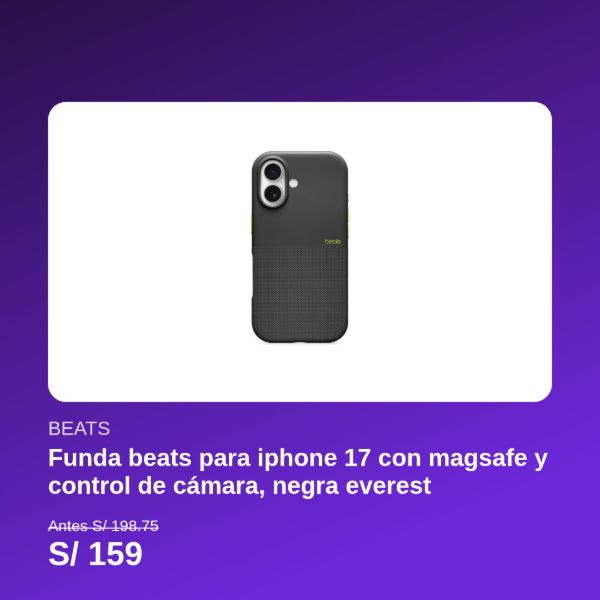 beats
BEATS
Funda beats para iphone 17 con magsafe y
control de cámara, negra everest
Antes S/ 198.75
S/ 159